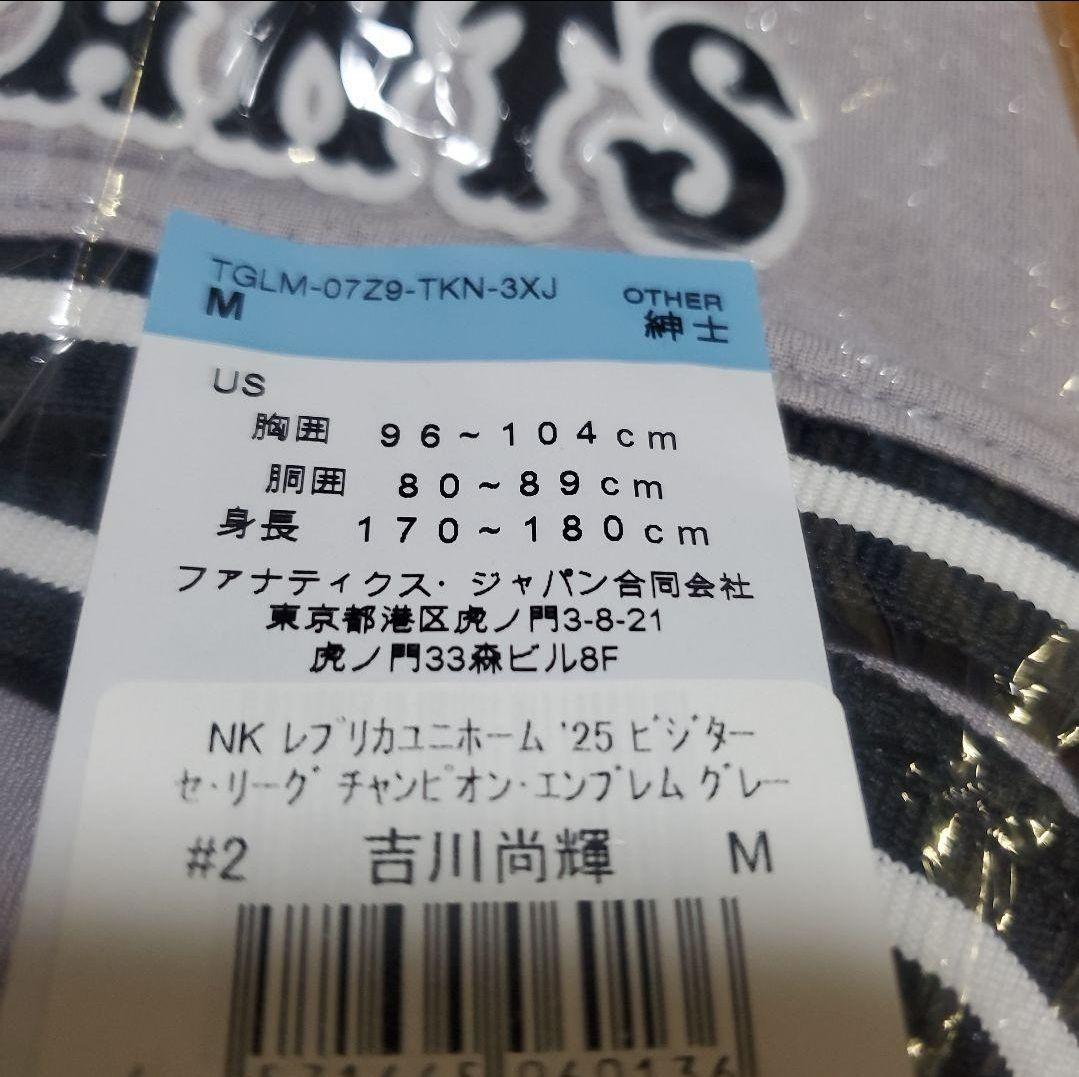 ANTS
TGLM-07Z9-TKN-3XJ
M
OTHER
紳士
US
胸囲 96~104cm
胴囲 80~89cm
身長 170~180cm
ファナティクス・ジャパン合同会社
東京都港区虎ノ門3-8-21
虎ノ門33森ビル8F
NK レプリカユニホーム '25 ビジター
セ・リーグ チャンピオン・エンブレム グレー
#2 吉川尚輝 M